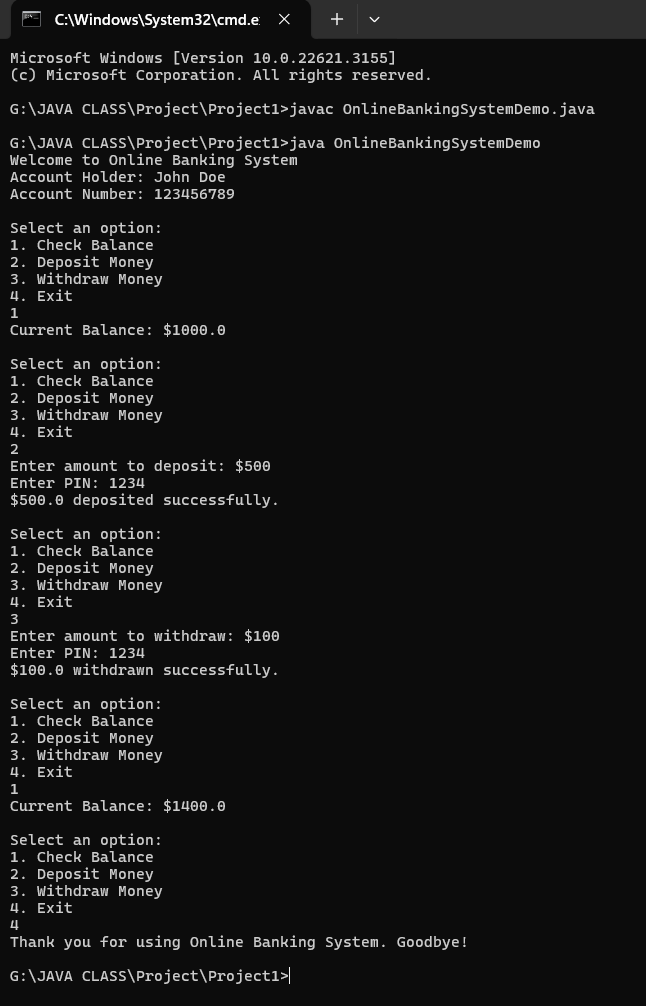 C:\Windows\System32\cmd.e
Microsoft Windows [Version 10.0.22621.3155]
(c) Microsoft Corporation. All rights reserved.
G:\JAVA CLASS\Project\Project1>javac OnlineBankingSystemDemo.java
G:\JAVA CLASS\Project\Project1>java OnlineBankingSystemDemo
Welcome to Online Banking System
Account Holder: John Doe
Account Number: 123456789
Select an option:
1. Check Balance
2. Deposit Money
3. Withdraw Money
4. Exit
1
Current Balance: $1000.0
Select an option:
1. Check Balance
2. Deposit Money
3. Withdraw Money
4. Exit
2
Enter amount to deposit: $500
Enter PIN: 1234
$500.0 deposited successfully.
Select an option:
1. Check Balance
2. Deposit Money
3. Withdraw Money
4. Exit
3
Enter amount to withdraw: $100
Enter PIN: 1234
$100.0 withdrawn successfully.
Select an option:
1. Check Balance
2. Deposit Money
3. Withdraw Money
4. Exit
1
Current Balance: $1400.0
Select an option:
1. Check Balance
2. Deposit Money
3. Withdraw Money
4. Exit
4
Thank you for using Online Banking System. Goodbye!
G:\JAVA CLASS\Project\Project1>